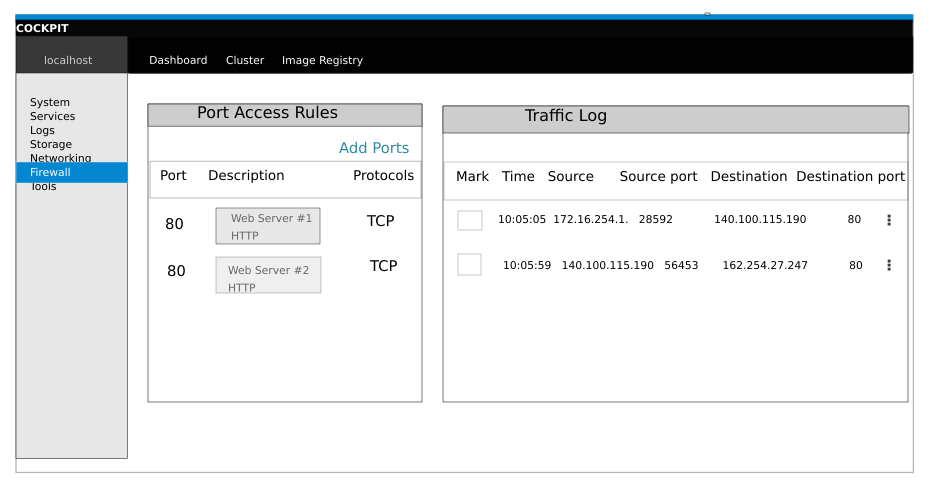 COCKPIT
localhost
Dashboard Cluster Image Registry
System
Services
Logs
Storage
Networking
Firewall
Tools
Port Access Rules
Add Ports
Port Description Protocols
80 Web Server #1 TCP
HTTP
80 Web Server #2 TCP
HTTP
Traffic Log
Mark Time Source Source port Destination Destination port
10:05:05 172.16.254.1. 28592 140.100.115.190 80
10:05:59 140.100.115.190 56453 162.254.27.247 80